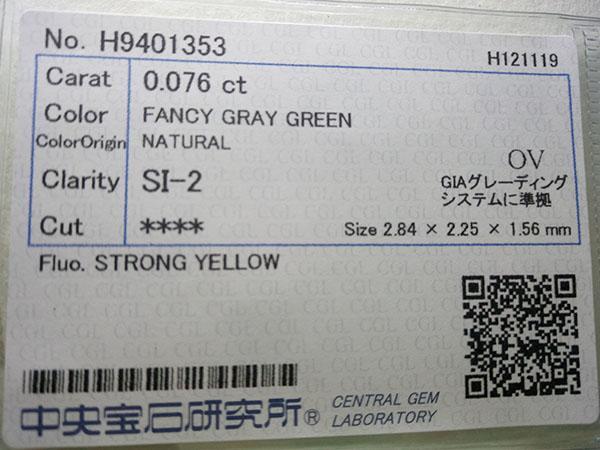 No. H9401353
H121119
Carat 0.076 ct
Color FANCY GRAY GREEN
ColorOrigin NATURAL
Clarity SI-2
OV
GIAグレーディング
システムに準拠
Cut ****
Size 2.84 × 2.25 × 1.56 mm
Fluo. STRONG YELLOW
中央宝石研究所® CENTRAL GEM
LABORATORY